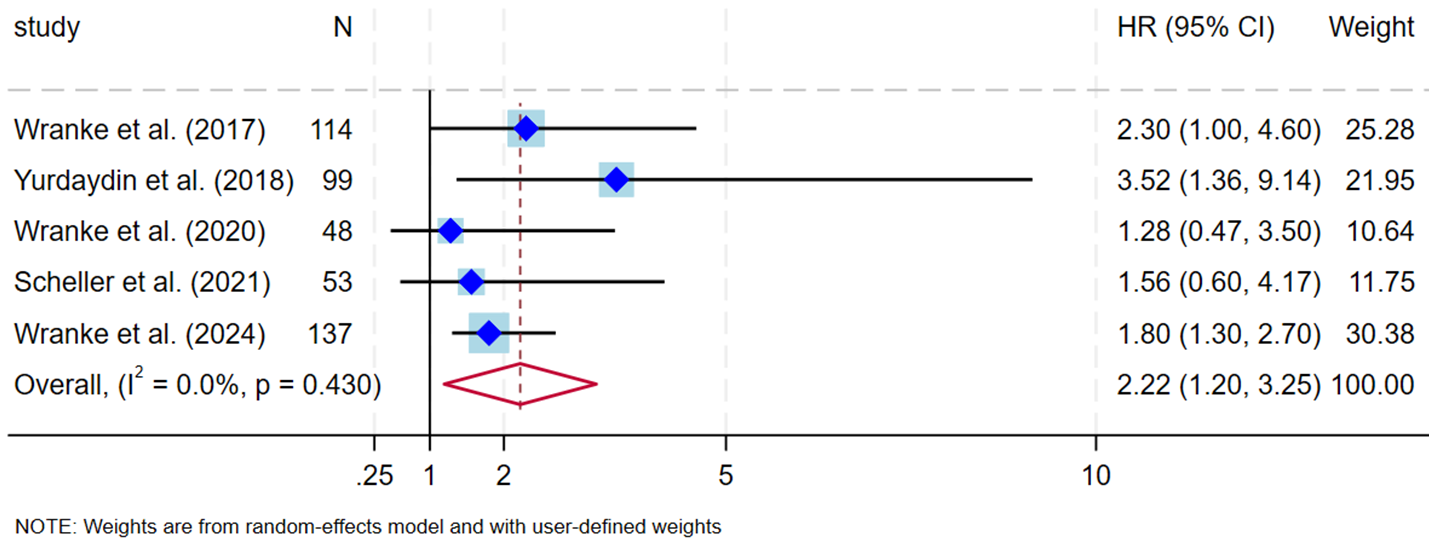 study N HR (95% CI) Weight
Wranke et al. (2017) 114 2.30 (1.00, 4.60) 25.28
Yurdaydin et al. (2018) 99 3.52 (1.36, 9.14) 21.95
Wranke et al. (2020) 48 1.28 (0.47, 3.50) 10.64
Scheller et al. (2021) 53 1.56 (0.60, 4.17) 11.75
Wranke et al. (2024) 137 1.80 (1.30, 2.70) 30.38
Overall, (I² = 0.0%, p = 0.430) 2.22 (1.20, 3.25) 100.00
.25 1 2 5 10
NOTE: Weights are from random-effects model and with user-defined weights